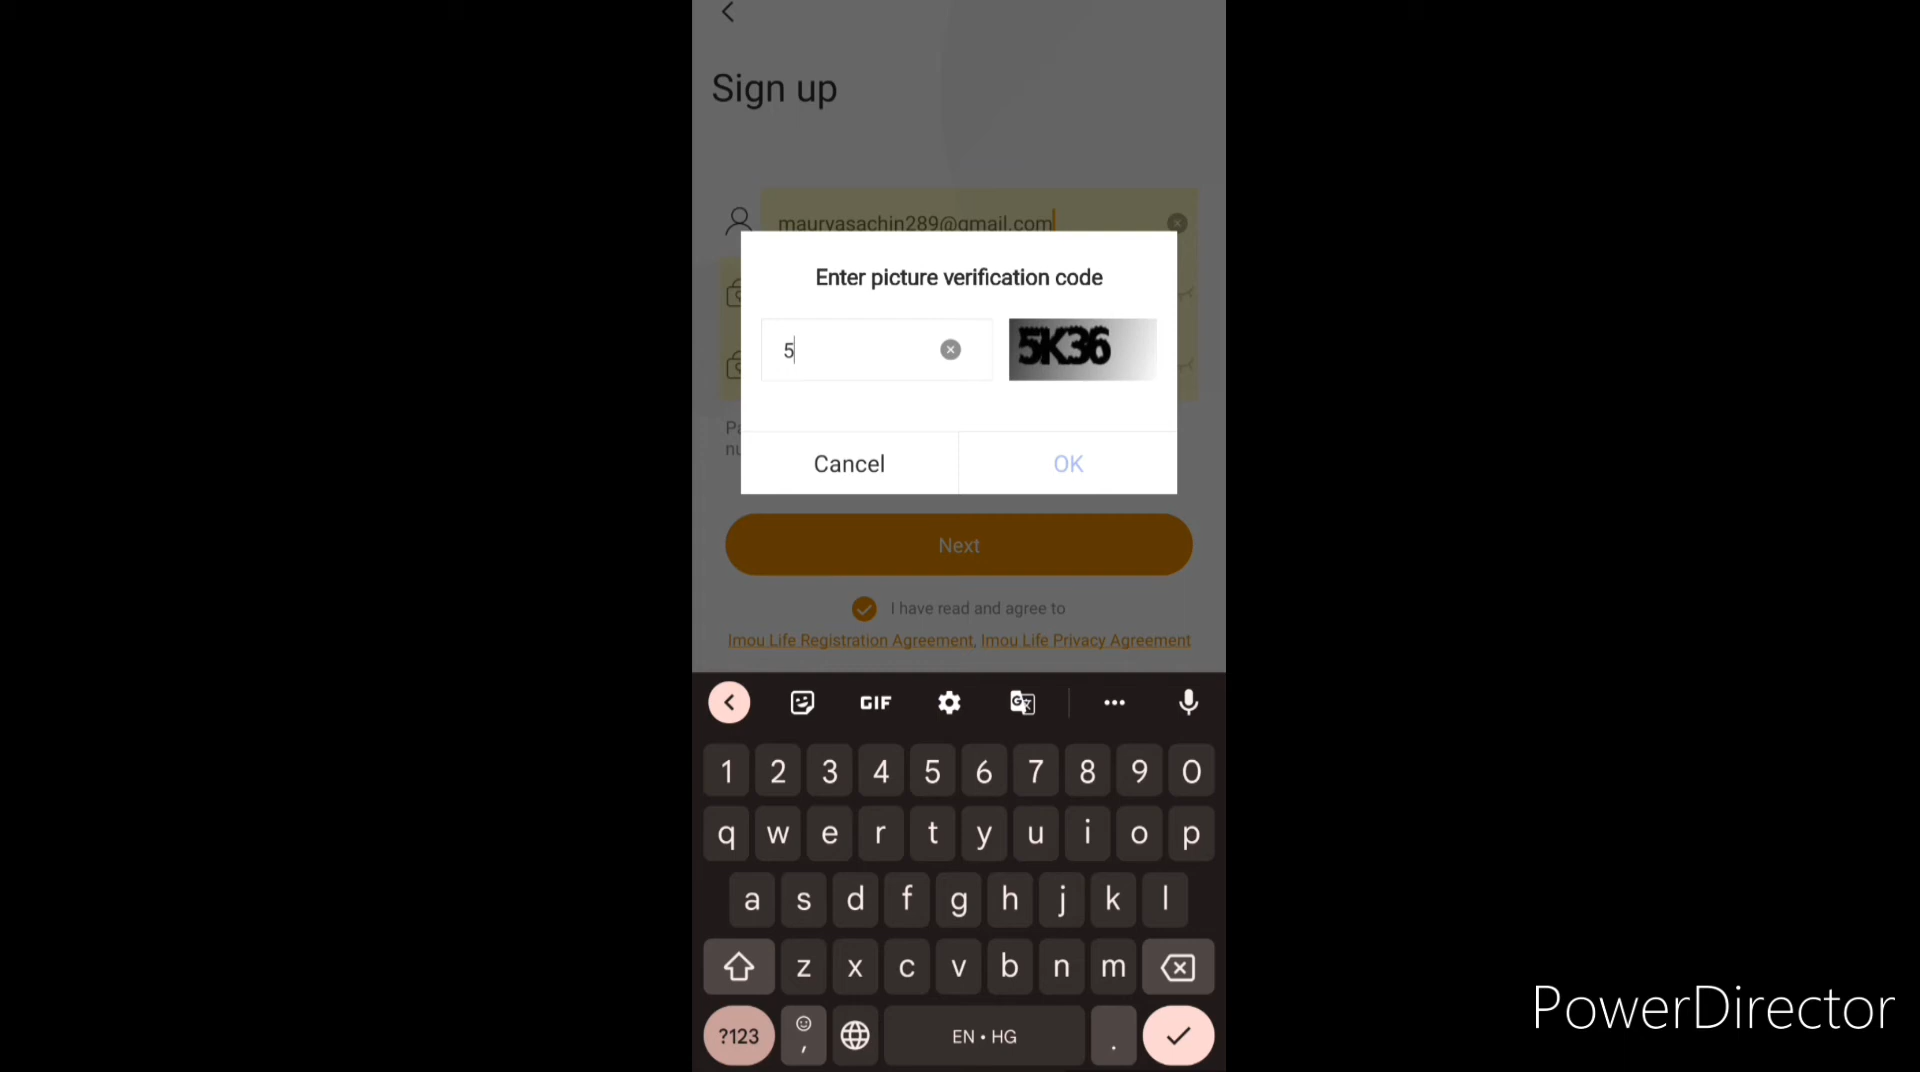 Sign up
maurvasachin289@gmail.com
Enter picture verification code
5
5K36
Cancel
OK
Next
I have read and agree to
Imou Life Registration Agreement, Imou Life Privacy Agreement
GIF
1 2 3 4 5 6 7 8 9 0
q w e r t y u i o p
a s d f g h j k l
z x c v b n m
?123 , EN • HG .
PowerDirector